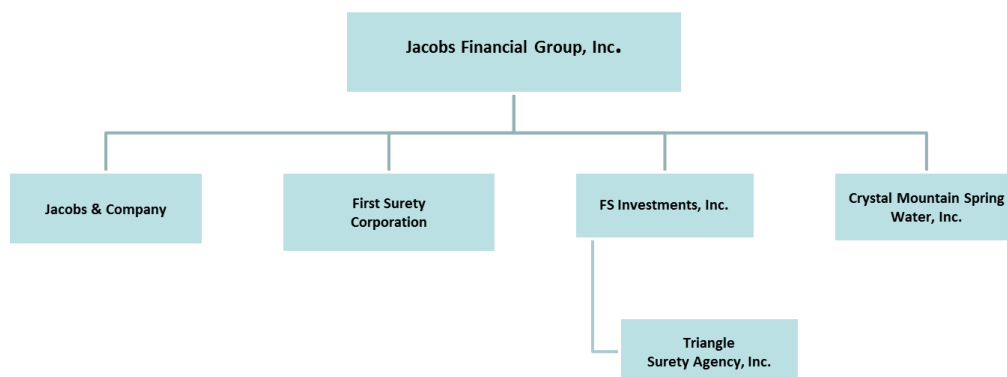 Jacobs Financial Group, Inc.
Jacobs & Company
First Surety
Corporation
FS Investments, Inc.
Crystal Mountain Spring
Water, Inc.
Triangle
Surety Agency, Inc.